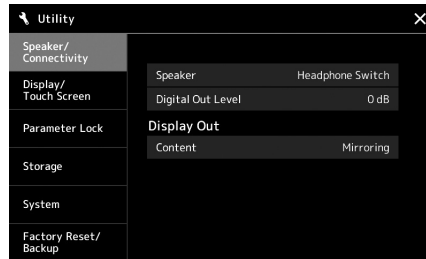 Utility
Speaker/
Connectivity
Display/
Touch Screen
Parameter Lock
Storage
System
Factory Reset/
Backup
Speaker Headphone Switch
Digital Out Level 0 dB
Display Out
Content Mirroring